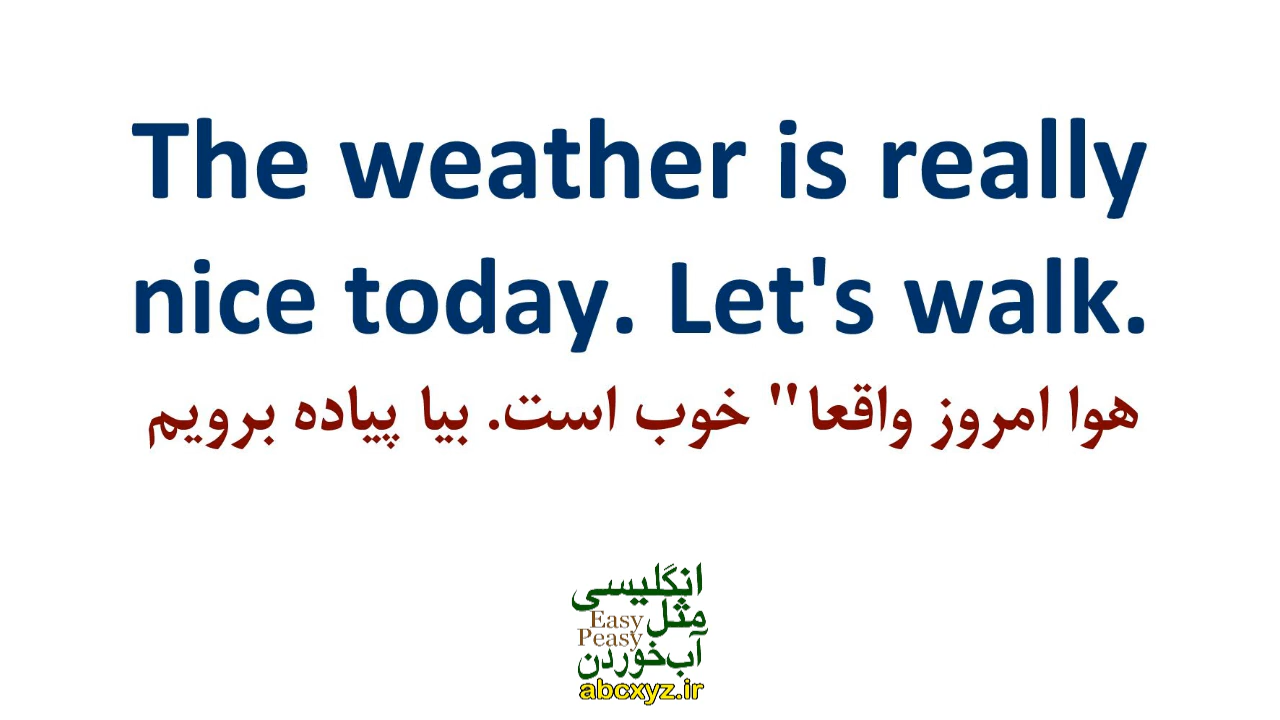 The weather is really
nice today. Let's walk.
هوا امروز واقعا" خوب است. بیا پیاده برویم
انگلیسی
مثل
Easy
Peasy
آب خوردن
abcxyz.ir